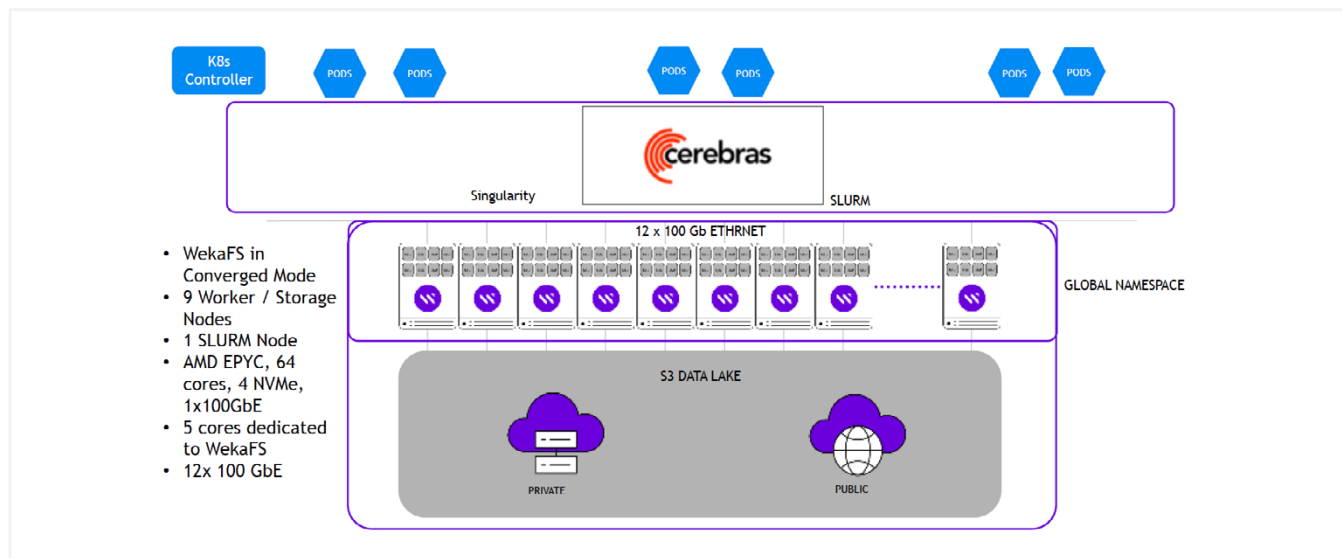 K8s
Controller
PODS
PODS
PODS
PODS
PODS
PODS
cerebras
Singularity
SLURM
12 x 100 Gb ETHRNET
• WekaFS in
Converged Mode
• 9 Worker / Storage
Nodes
• 1 SLURM Node
• AMD EPYC, 64
cores, 4 NVMe,
1x100GbE
• 5 cores dedicated
to WekaFS
• 12x 100 GbE
GLOBAL NAMESPACE
S3 DATA LAKE
PRIVATE
PUBLIC